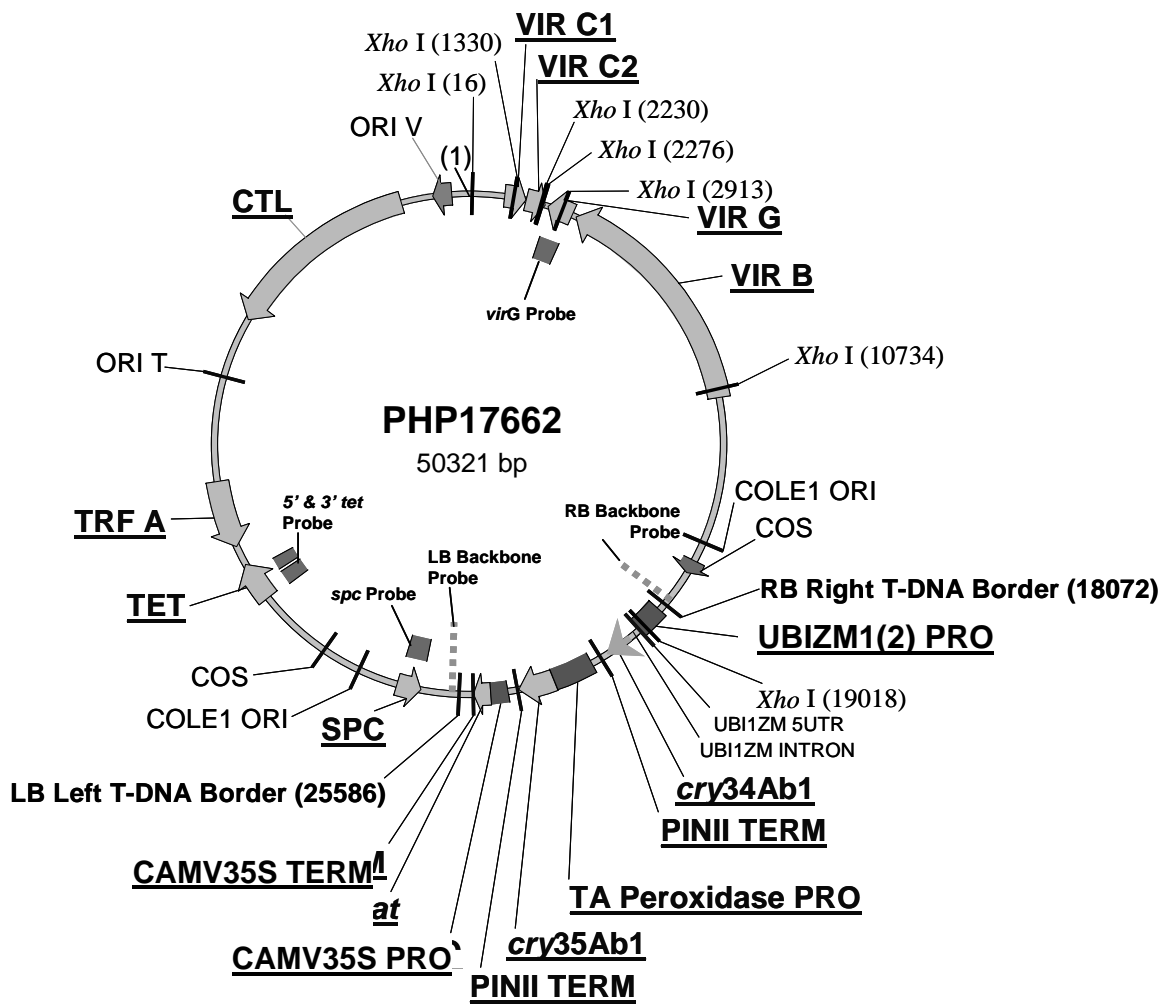 VIR C1
Xho I (1330)
VIR C2
Xho I (16)
Xho I (2230)
ORI V
(1)
Xho I (2276)
Xho I (2913)
CTL
VIR G
VIR B
virG Probe
Xho I (10734)
ORI T
PHP17662
50321 bp
COLE1 ORI
5' & 3' tet
Probe
RB Backbone
Probe
TRF A
COS
LB Backbone
Probe
RB Right T-DNA Border (18072)
spc Probe
TET
UBIZM1(2) PRO
COS
Xho I (19018)
COLE1 ORI
UBI1ZM 5UTR
SPC
UBI1ZM INTRON
LB Left T-DNA Border (25586)
cry34Ab1
PINII TERM
CAMV35S TERM
TA Peroxidase PRO
at
cry35Ab1
CAMV35S PRO
PINII TERM